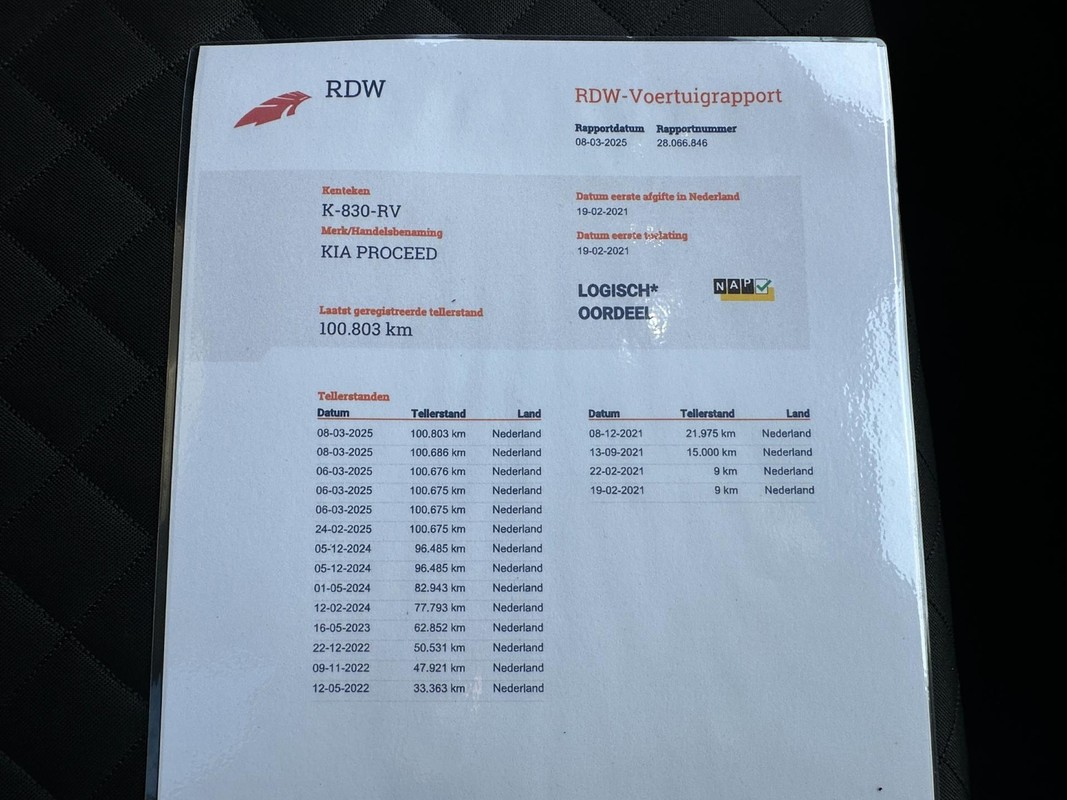 RDW
RDW-Voertuigrapport
Rapportdatum Rapportnummer
08-03-2025 28.066.846
Kenteken
K-830-RV
Merk/Handelsbenaming
KIA PROCEED
Laatst geregistreerde tellerstand
100.803 km
Datum eerste afgifte in Nederland
19-02-2021
Datum eerste toelating
19-02-2021
LOGISCH*
OORDEEL
NAP
Tellerstanden
Datum Tellerstand Land
08-03-2025 100.803 km Nederland
08-03-2025 100.686 km Nederland
06-03-2025 100.676 km Nederland
06-03-2025 100.675 km Nederland
06-03-2025 100.675 km Nederland
24-02-2025 100.675 km Nederland
05-12-2024 96.485 km Nederland
05-12-2024 96.485 km Nederland
01-05-2024 82.943 km Nederland
12-02-2024 77.793 km Nederland
16-05-2023 62.852 km Nederland
22-12-2022 50.531 km Nederland
09-11-2022 47.921 km Nederland
12-05-2022 33.363 km Nederland
Datum Tellerstand Land
08-12-2021 21.975 km Nederland
13-09-2021 15.000 km Nederland
22-02-2021 9 km Nederland
19-02-2021 9 km Nederland